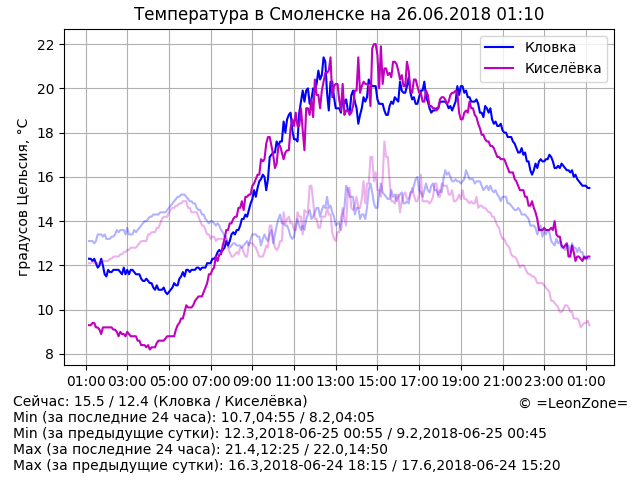 Температура в Смоленске на 26.06.2018 01:10
Кловка
Киселёвка
градусов Цельсия, °C
22
20
18
16
14
12
10
8
01:00 03:00 05:00 07:00 09:00 11:00 13:00 15:00 17:00 19:00 21:00 23:00 01:00
Сейчас: 15.5 / 12.4 (Кловка / Киселёвка)
© =LeonZone=
Min (за последние 24 часа): 10.7,04:55 / 8.2,04:05
Min (за предыдущие сутки): 12.3,2018-06-25 00:55 / 9.2,2018-06-25 00:45
Max (за последние 24 часа): 21.4,12:25 / 22.0,14:50
Max (за предыдущие сутки): 16.3,2018-06-24 18:15 / 17.6,2018-06-24 15:20